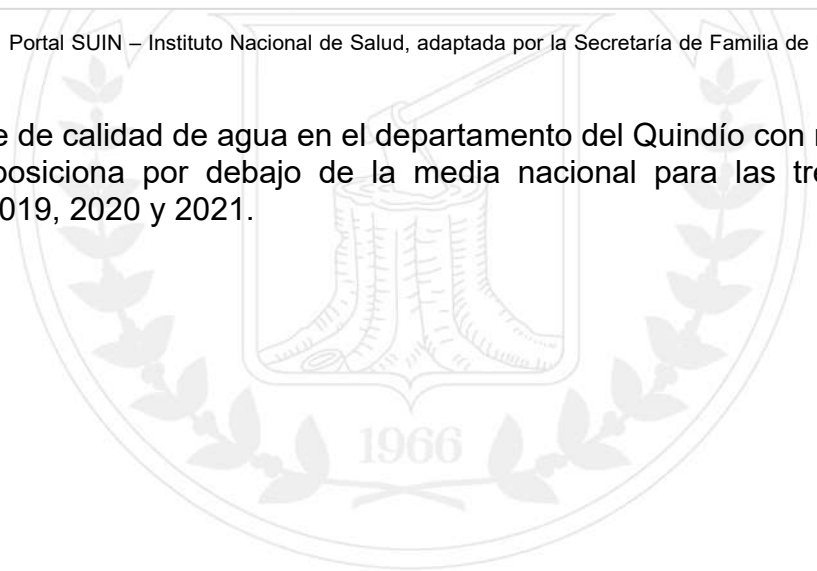 Portal SUIN – Instituto Nacional de Salud, adaptada por la Secretaría de Familia de
e de calidad de agua en el departamento del Quindío con
posiciona por debajo de la media nacional para las
019, 2020 y 2021.
1966